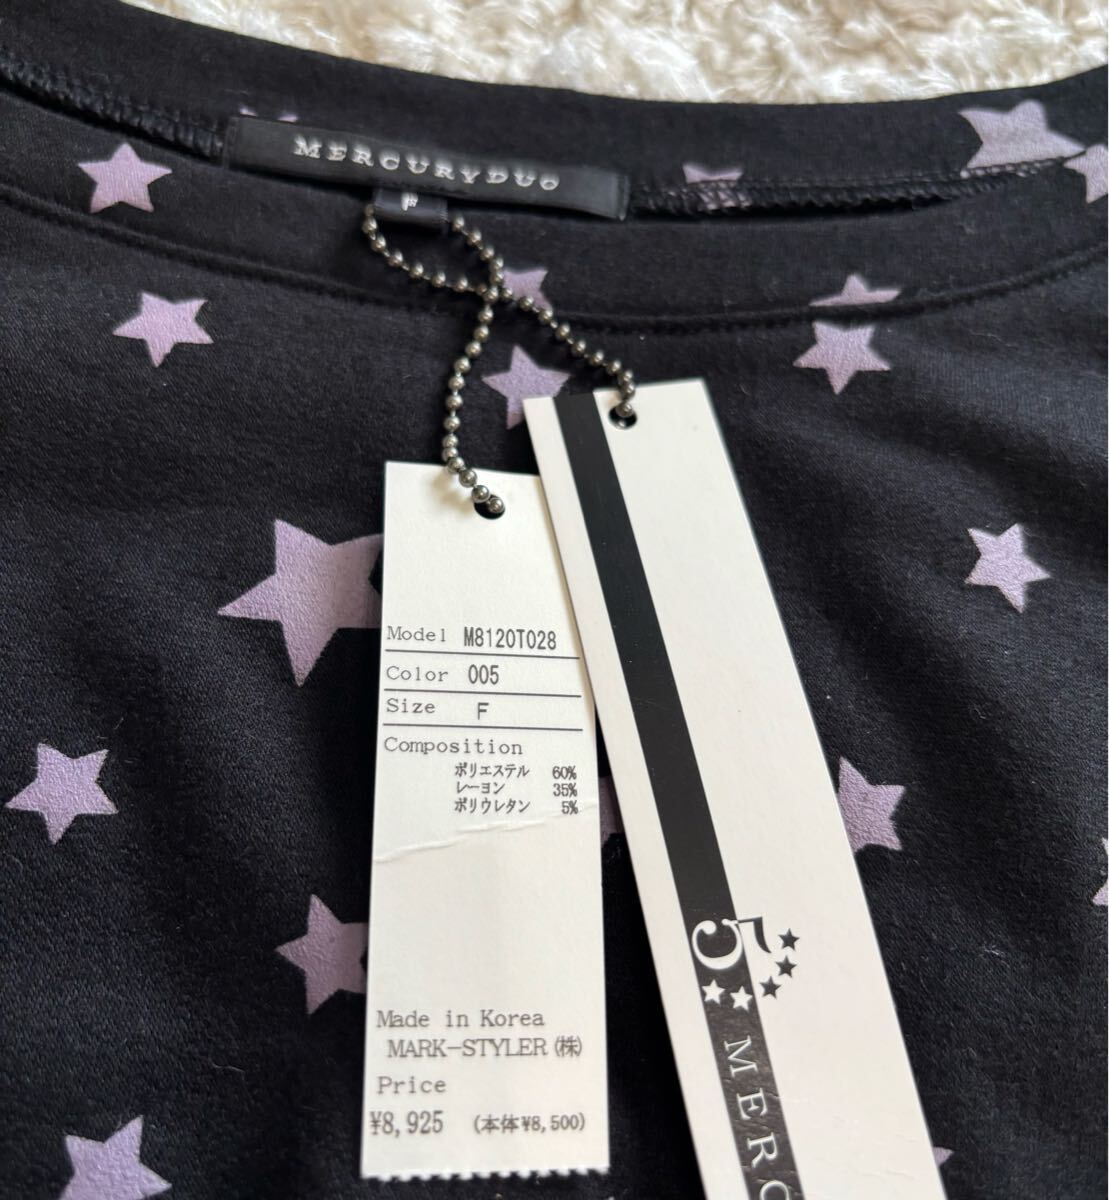 MERCURYDUO
F
Model M8120T028
Color 005
Size F
Composition
ポリエステル 60%
レーヨン 35%
ポリウレタン 5%
Made in Korea
MARK-STYLER㈱
Price
¥8,925 (本体¥8,500)
5
MERC